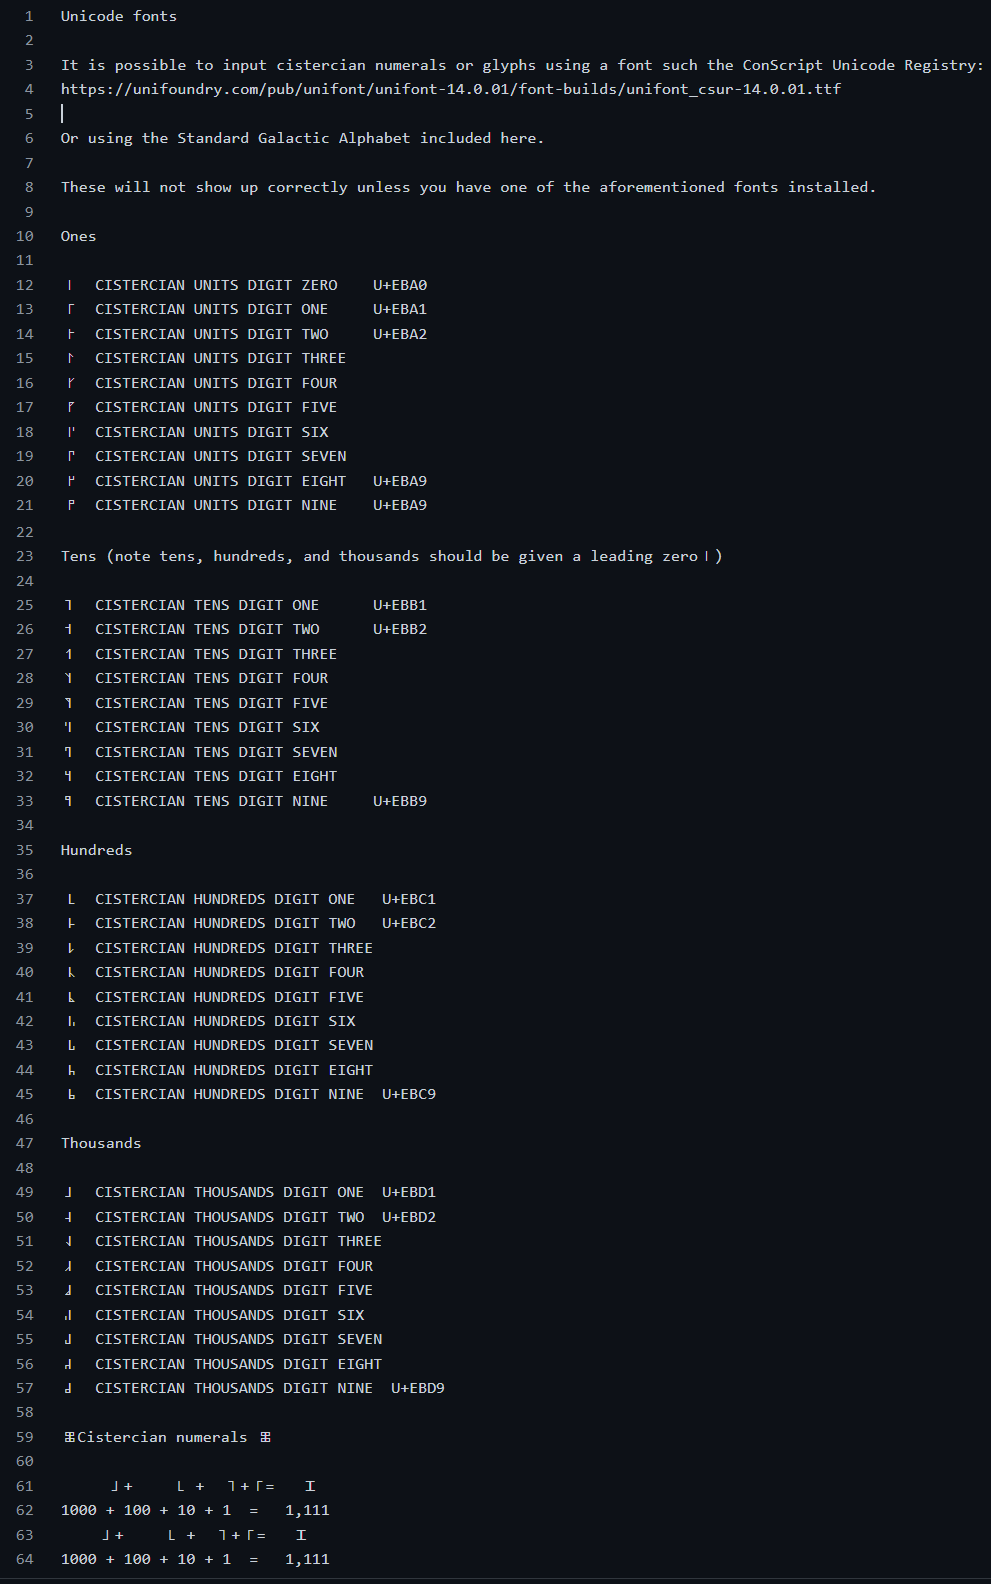 1 Unicode fonts
2
3 It is possible to input cistercian numerals or glyphs using a font such the ConScript Unicode Registry:
4 https://unifoundry.com/pub/unifont/unifont-14.0.01/font-builds/unifont_csur-14.0.01.ttf
5
6 Or using the Standard Galactic Alphabet included here.
7
8 These will not show up correctly unless you have one of the aforementioned fonts installed.
9
10 Ones
11
12 CISTERCIAN UNITS DIGIT ZERO U+EBA0
13 CISTERCIAN UNITS DIGIT ONE U+EBA1
14 CISTERCIAN UNITS DIGIT TWO U+EBA2
15 CISTERCIAN UNITS DIGIT THREE
16 CISTERCIAN UNITS DIGIT FOUR
17 CISTERCIAN UNITS DIGIT FIVE
18 CISTERCIAN UNITS DIGIT SIX
19 CISTERCIAN UNITS DIGIT SEVEN
20 CISTERCIAN UNITS DIGIT EIGHT U+EBA9
21 CISTERCIAN UNITS DIGIT NINE U+EBA9
22
23 Tens (note tens, hundreds, and thousands should be given a leading zero )
24
25 CISTERCIAN TENS DIGIT ONE U+EBB1
26 CISTERCIAN TENS DIGIT TWO U+EBB2
27 CISTERCIAN TENS DIGIT THREE
28 CISTERCIAN TENS DIGIT FOUR
29 CISTERCIAN TENS DIGIT FIVE
30 CISTERCIAN TENS DIGIT SIX
31 CISTERCIAN TENS DIGIT SEVEN
32 CISTERCIAN TENS DIGIT EIGHT
33 CISTERCIAN TENS DIGIT NINE U+EBB9
34
35 Hundreds
36
37 CISTERCIAN HUNDREDS DIGIT ONE U+EBC1
38 CISTERCIAN HUNDREDS DIGIT TWO U+EBC2
39 CISTERCIAN HUNDREDS DIGIT THREE
40 CISTERCIAN HUNDREDS DIGIT FOUR
41 CISTERCIAN HUNDREDS DIGIT FIVE
42 CISTERCIAN HUNDREDS DIGIT SIX
43 CISTERCIAN HUNDREDS DIGIT SEVEN
44 CISTERCIAN HUNDREDS DIGIT EIGHT
45 CISTERCIAN HUNDREDS DIGIT NINE U+EBC9
46
47 Thousands
48
49 CISTERCIAN THOUSANDS DIGIT ONE U+EBD1
50 CISTERCIAN THOUSANDS DIGIT TWO U+EBD2
51 CISTERCIAN THOUSANDS DIGIT THREE
52 CISTERCIAN THOUSANDS DIGIT FOUR
53 CISTERCIAN THOUSANDS DIGIT FIVE
54 CISTERCIAN THOUSANDS DIGIT SIX
55 CISTERCIAN THOUSANDS DIGIT SEVEN
56 CISTERCIAN THOUSANDS DIGIT EIGHT
57 CISTERCIAN THOUSANDS DIGIT NINE U+EBD9
58
59 Cistercian numerals
60
61 + + + =
62 1000 + 100 + 10 + 1 = 1,111
63 + + + =
64 1000 + 100 + 10 + 1 = 1,111